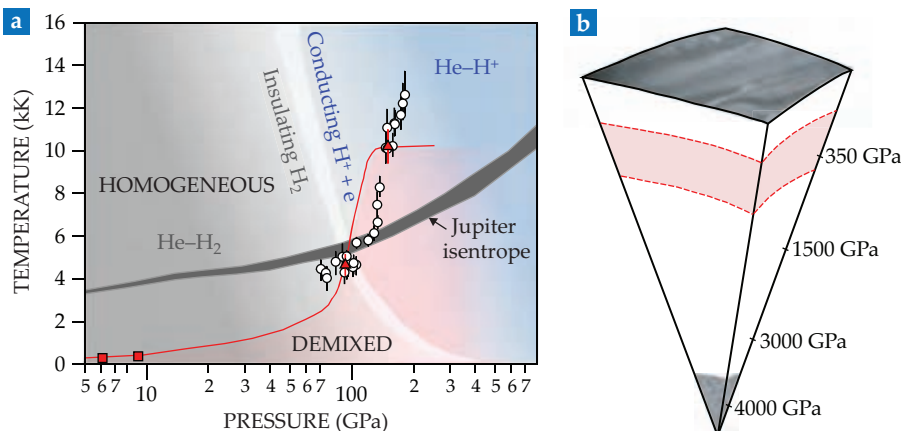 a
16
14
12
10
8
6
4
2
0
TEMPERATURE (kK)
Insulating H2
Conducting H+ + e
He–H+
HOMOGENEOUS
He–H2
Jupiter
isentrope
DEMIXED
5 6 7 10 2 3 4 5 6 7 100 2 3 4 5 6 7
PRESSURE (GPa)
b
350 GPa
1500 GPa
3000 GPa
4000 GPa